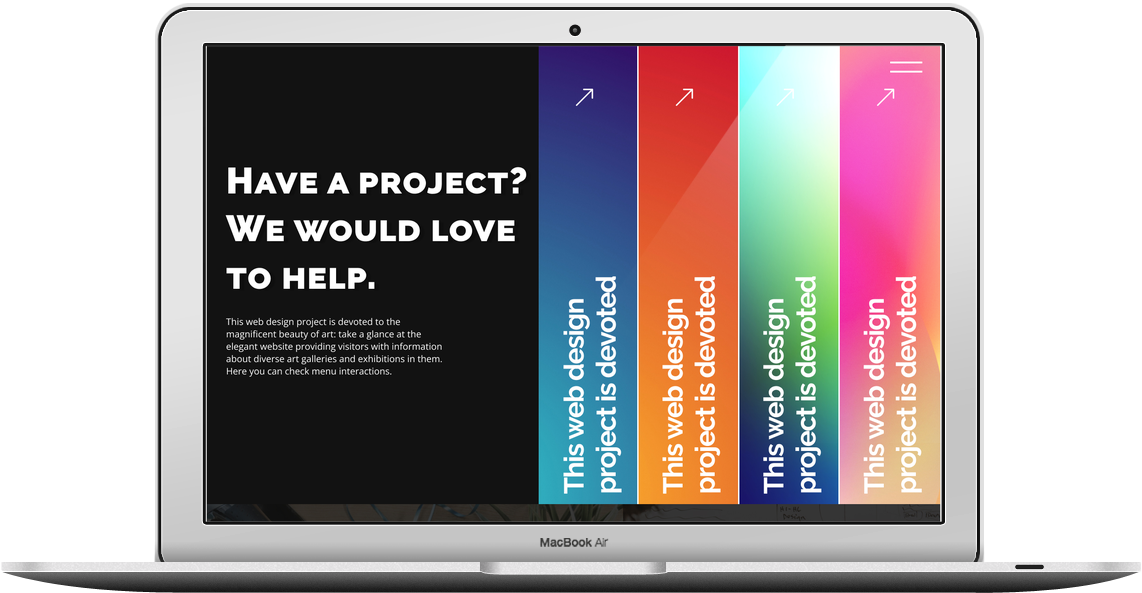 Have a project?
We would love
to help.
This web design project is devoted to the
magnificent beauty of art: take a glance at the
elegant website providing visitors with information
about diverse art galleries and exhibitions in them.
Here you can check menu interactions.
This web design
project is devoted
This web design
project is devoted
This web design
project is devoted
This web design
project is devoted
MacBook Air